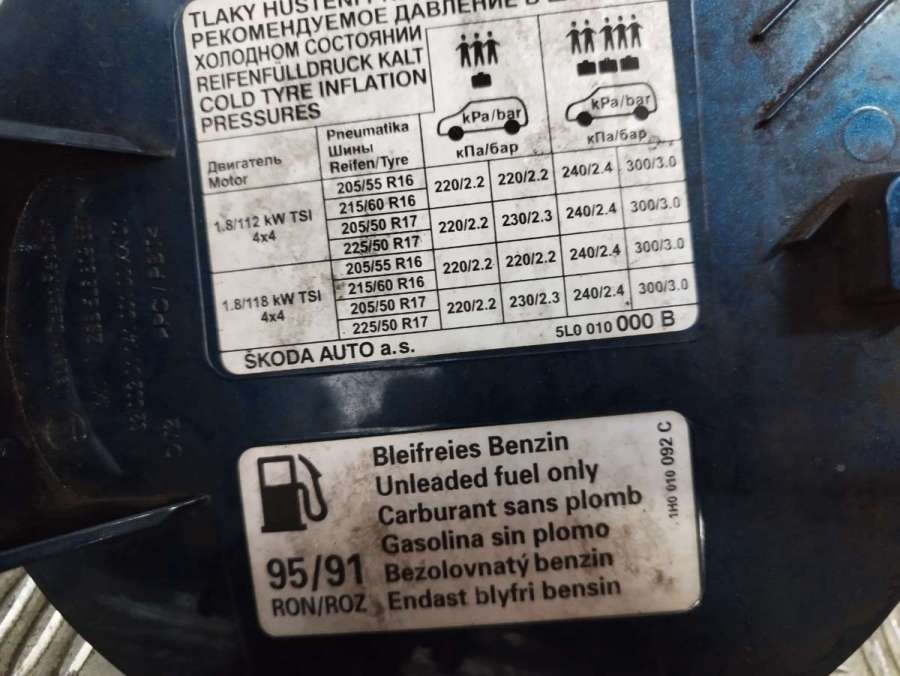 TLAKY HUSTĚNÍ
РЕКОМЕНДУЕМОЕ ДАВЛЕНИЕ В
ХОЛОДНОМ СОСТОЯНИИ
REIFENFÜLLDRUCK KALT
COLD TYRE INFLATION
PRESSURES
kPa/bar kPa/bar
кПа/бар кПа/бар
Двигатель
Motor
Pneumatika
Шины
Reifen/Tyre
1.8/112 kW TSI
4x4
205/55 R16
215/60 R16
220/2.2 220/2.2 240/2.4 300/3.0
205/50 R17
225/50 R17
220/2.2 230/2.3 240/2.4 300/3.0
1.8/118 kW TSI
4x4
205/55 R16
215/60 R16
220/2.2 220/2.2 240/2.4 300/3.0
205/50 R17
225/50 R17
220/2.2 230/2.3 240/2.4 300/3.0
ŠKODA AUTO a.s. 5L0 010 000 B
Bleifreies Benzin
Unleaded fuel only
Carburant sans plomb
Gasolina sin plomo
Bezolovnatý benzin
Endast blyfri bensin
95/91
RON/ROZ
1H0 010 092 C